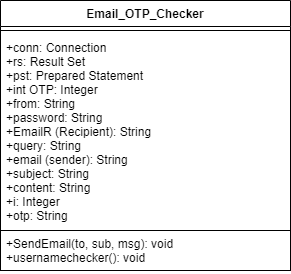 Email_OTP_Checker
+conn: Connection
+rs: Result Set
+pst: Prepared Statement
+int OTP: Integer
+from: String
+password: String
+EmailR (Recipient): String
+query: String
+email (sender): String
+subject: String
+content: String
+i: Integer
+otp: String
+SendEmail(to, sub, msg): void
+usernamechecker(): void